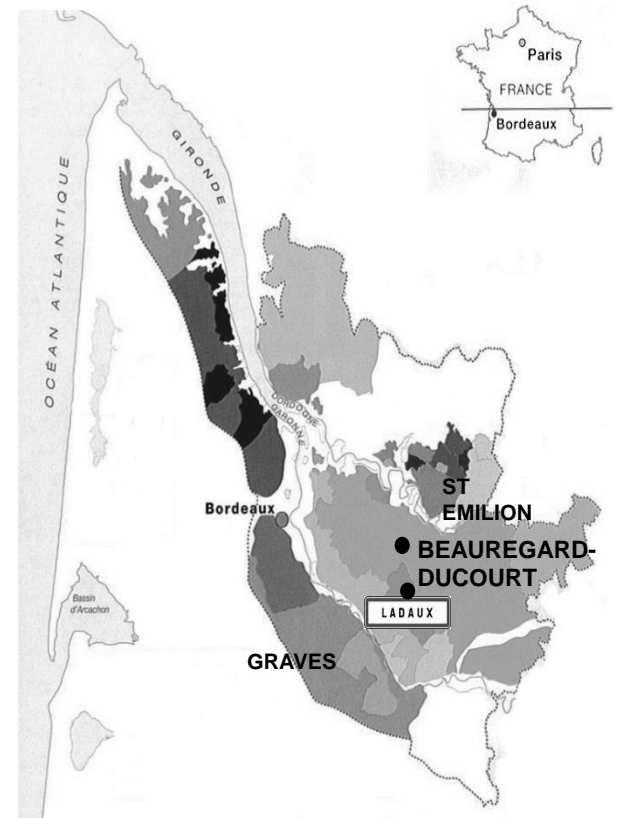 Paris
FRANCE
Bordeaux
OCÉAN ATLANTIQUE
GIRONDE
DORDOGNE
GARONNE
ST
EMILION
Bordeaux
BEAUREGARD-
DUCOURT
LADAUX
Bassin
d'Arcachon
GRAVES